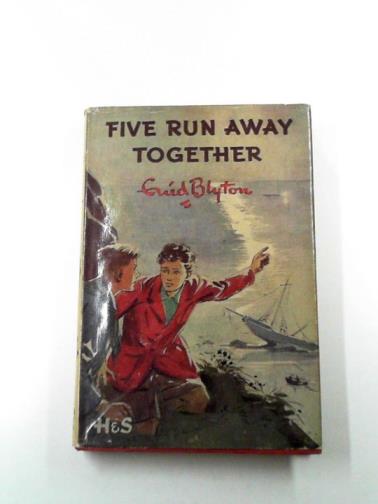 FIVE RUN AWAY
TOGETHER
Enid Blyton
H&S